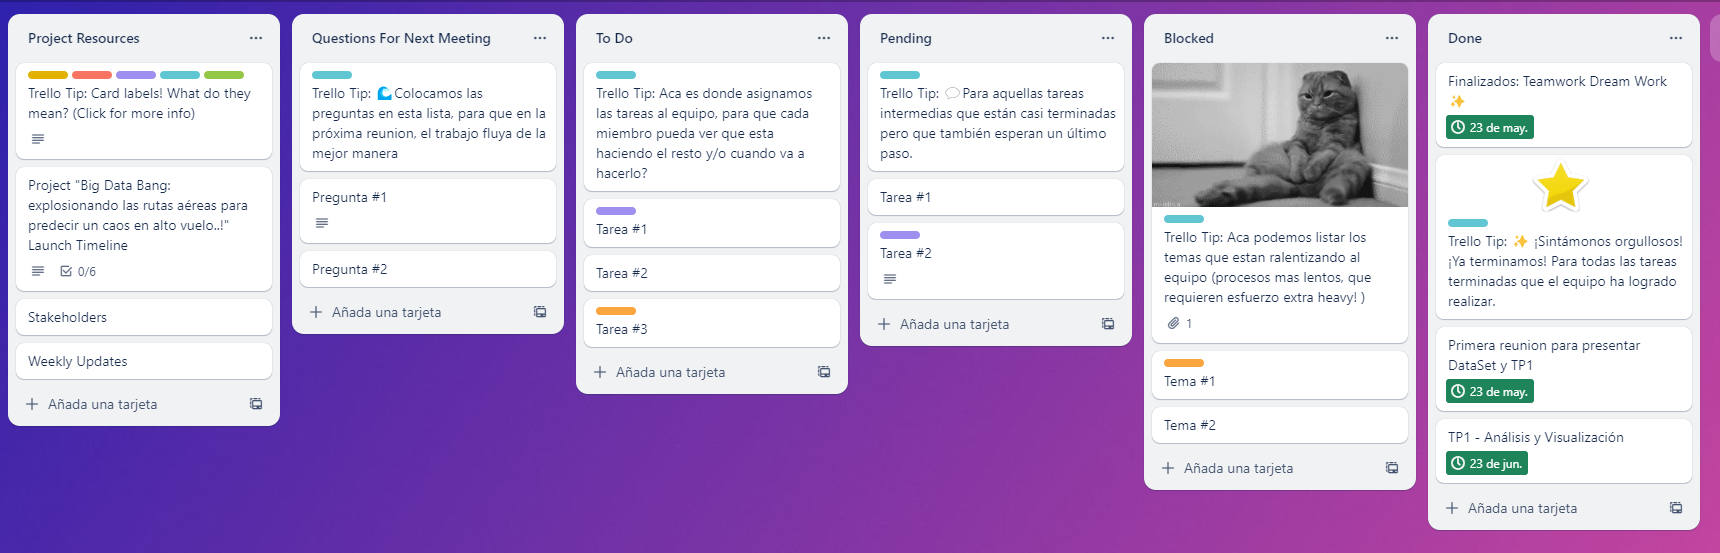 Project Resources
Trello Tip: Card labels! What do they
mean? (Click for more info)
Project "Big Data Bang:
explosionando las rutas aéreas para
predecir un caos en alto vuelo..!"
Launch Timeline
0/6
Stakeholders
Weekly Updates
Añada una tarjeta
Questions For Next Meeting
Trello Tip: 🌊Colocamos las
preguntas en esta lista, para que en la
próxima reunion, el trabajo fluya de la
mejor manera
Pregunta #1
Pregunta #2
Añada una tarjeta
To Do
Trello Tip: Aca es donde asignamos
las tareas al equipo, para que cada
miembro pueda ver que esta
haciendo el resto y/o cuando va a
hacerlo?
Tarea #1
Tarea #2
Tarea #3
Añada una tarjeta
Pending
Trello Tip: 💬Para aquellas tareas
intermedias que están casi terminadas
pero que también esperan un último
paso.
Tarea #1
Tarea #2
Añada una tarjeta
Blocked
Trello Tip: Aca podemos listar los
temas que estan ralentizando al
equipo (procesos mas lentos, que
requieren esfuerzo extra heavy! )
1
Tema #1
Tema #2
Añada una tarjeta
Done
Finalizados: Teamwork Dream Work
✨
23 de may.
Trello Tip: ✨ ¡Sintámonos orgullosos!
¡Ya terminamos! Para todas las tareas
terminadas que el equipo ha logrado
realizar.
Primera reunion para presentar
DataSet y TP1
23 de may.
TP1 - Análisis y Visualización
23 de jun.
Añada una tarjeta